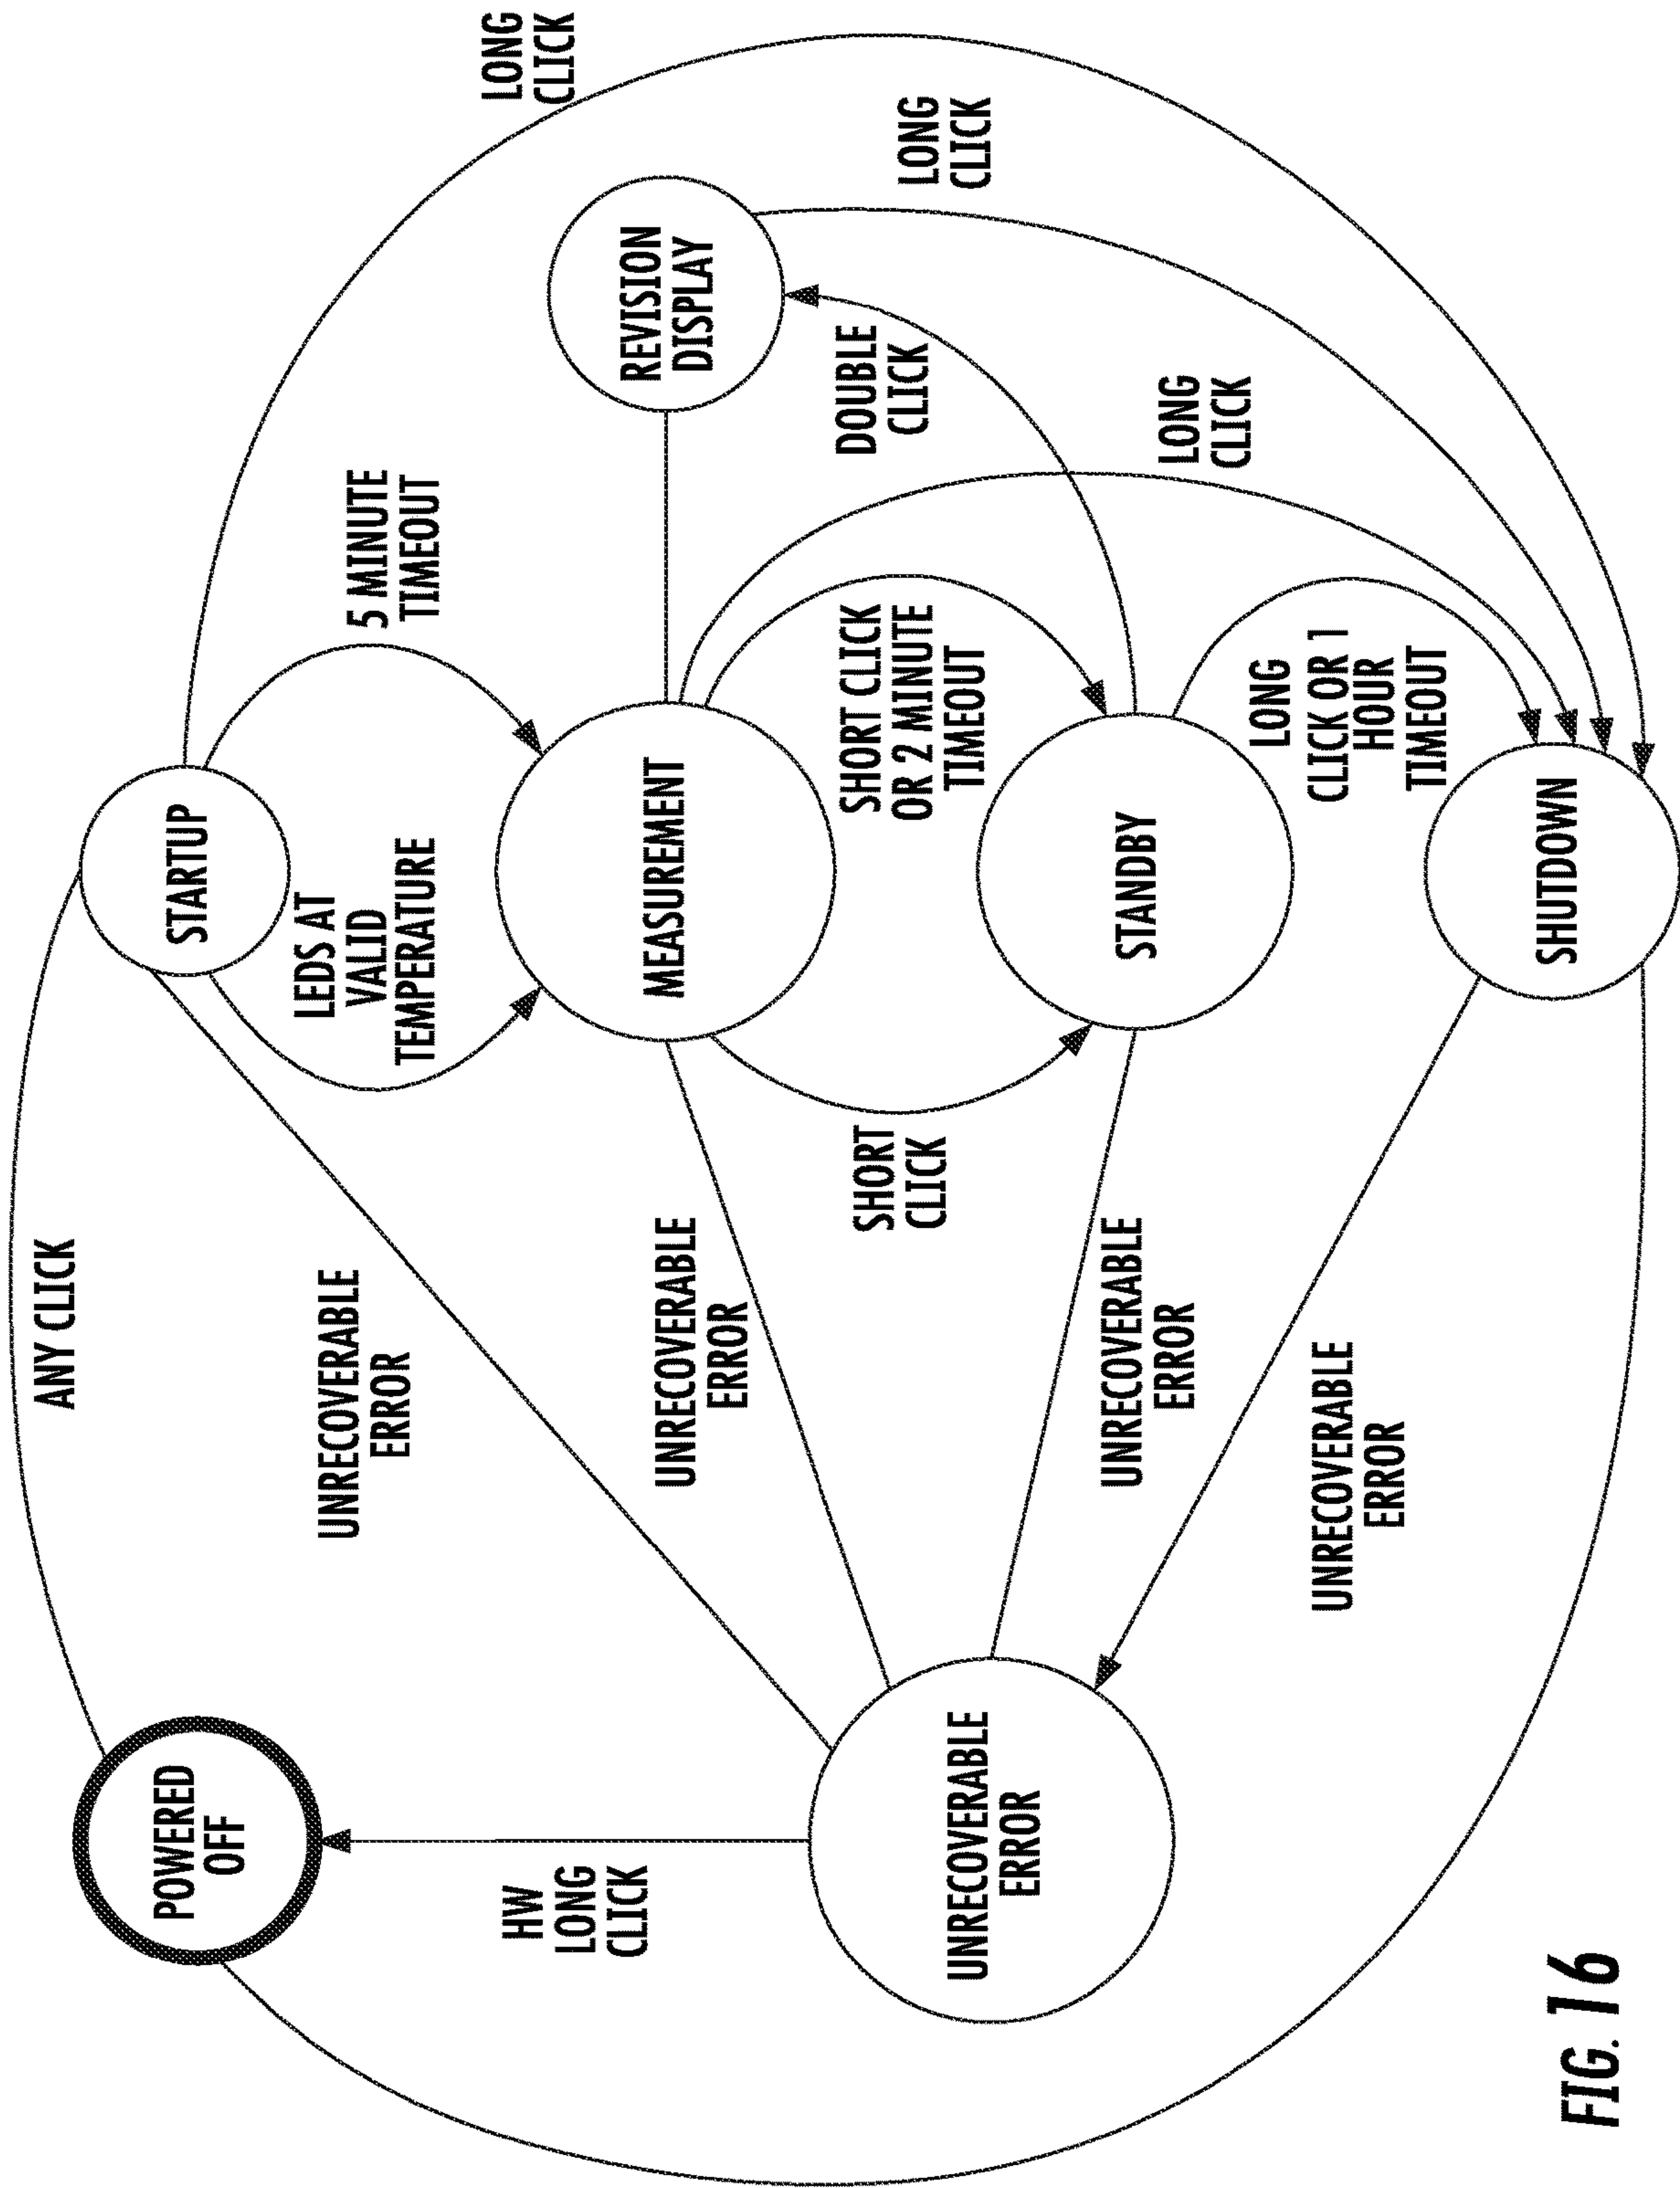 ANY CLICK
POWERED
OFF
STARTUP
LONG
CLICK
UNRECOVERABLE
ERROR
LEDS AT
VALID
TEMPERATURE
5 MINUTE
TIMEOUT
HW
LONG
CLICK
UNRECOVERABLE
ERROR
MEASUREMENT
REVISION
DISPLAY
SHORT
CLICK
SHORT CLICK
OR 2 MINUTE
TIMEOUT
DOUBLE
CLICK
LONG
CLICK
UNRECOVERABLE
ERROR
UNRECOVERABLE
ERROR
STANDBY
LONG
CLICK
LONG
CLICK OR 1
HOUR
TIMEOUT
UNRECOVERABLE
ERROR
SHUTDOWN
FIG. 16